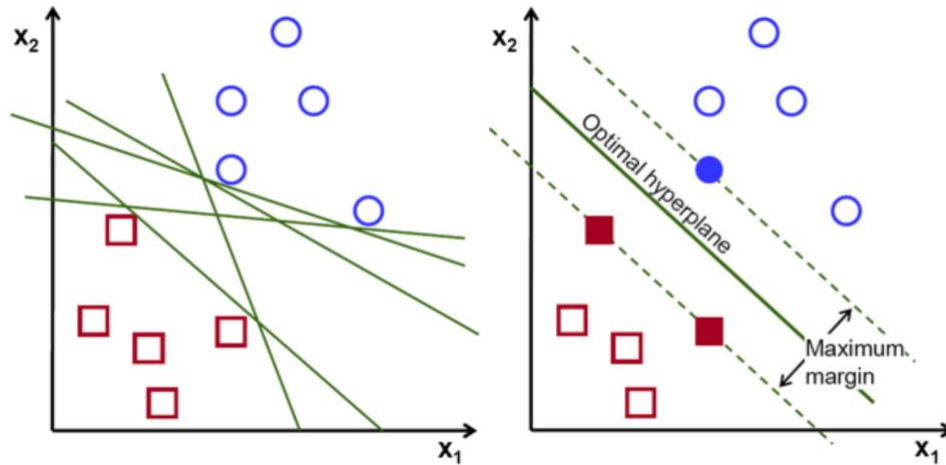 x₂
x₁
x₂
Optimal hyperplane
Maximum
margin
x₁